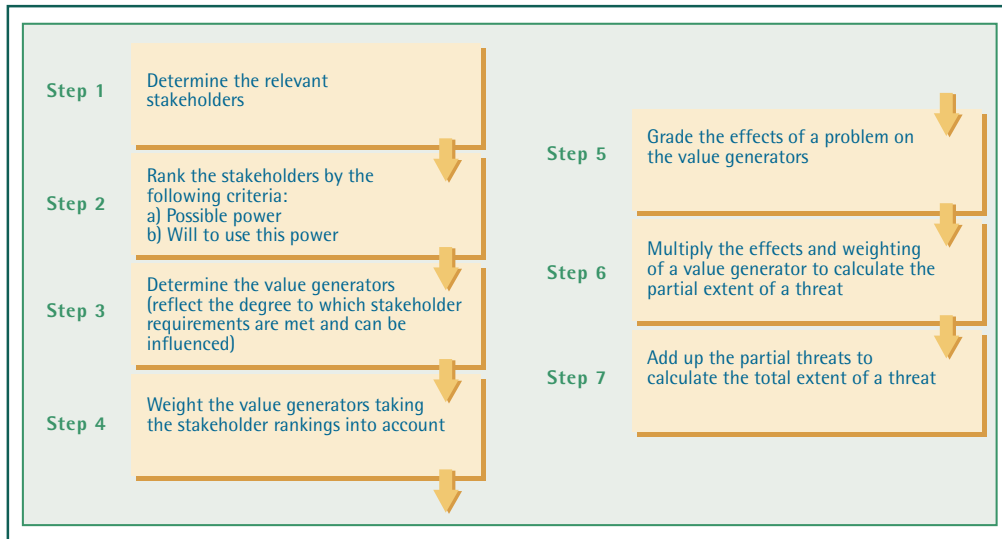 Step 1
Determine the relevant
stakeholders
Step 2
Rank the stakeholders by the
following criteria:
a) Possible power
b) Will to use this power
Step 3
Determine the value generators
(reflect the degree to which stakeholder
requirements are met and can be
influenced)
Step 4
Weight the value generators taking
the stakeholder rankings into account
Step 5
Grade the effects of a problem on
the value generators
Step 6
Multiply the effects and weighting
of a value generator to calculate the
partial extent of a threat
Step 7
Add up the partial threats to
calculate the total extent of a threat